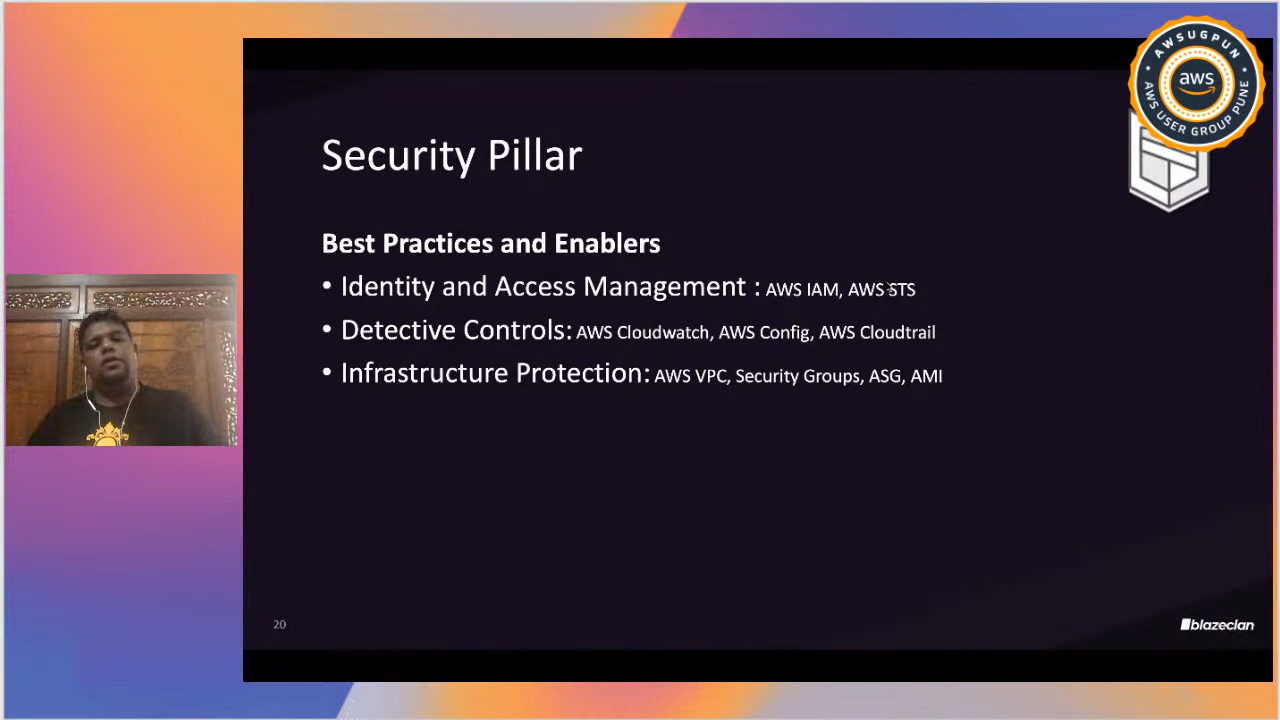 AWSUGPUN
aws
AWS USER GROUP PUNE
Security Pillar
Best Practices and Enablers
• Identity and Access Management : AWS IAM, AWS STS
• Detective Controls: AWS Cloudwatch, AWS Config, AWS Cloudtrail
• Infrastructure Protection: AWS VPC, Security Groups, ASG, AMI
20
blazeclan